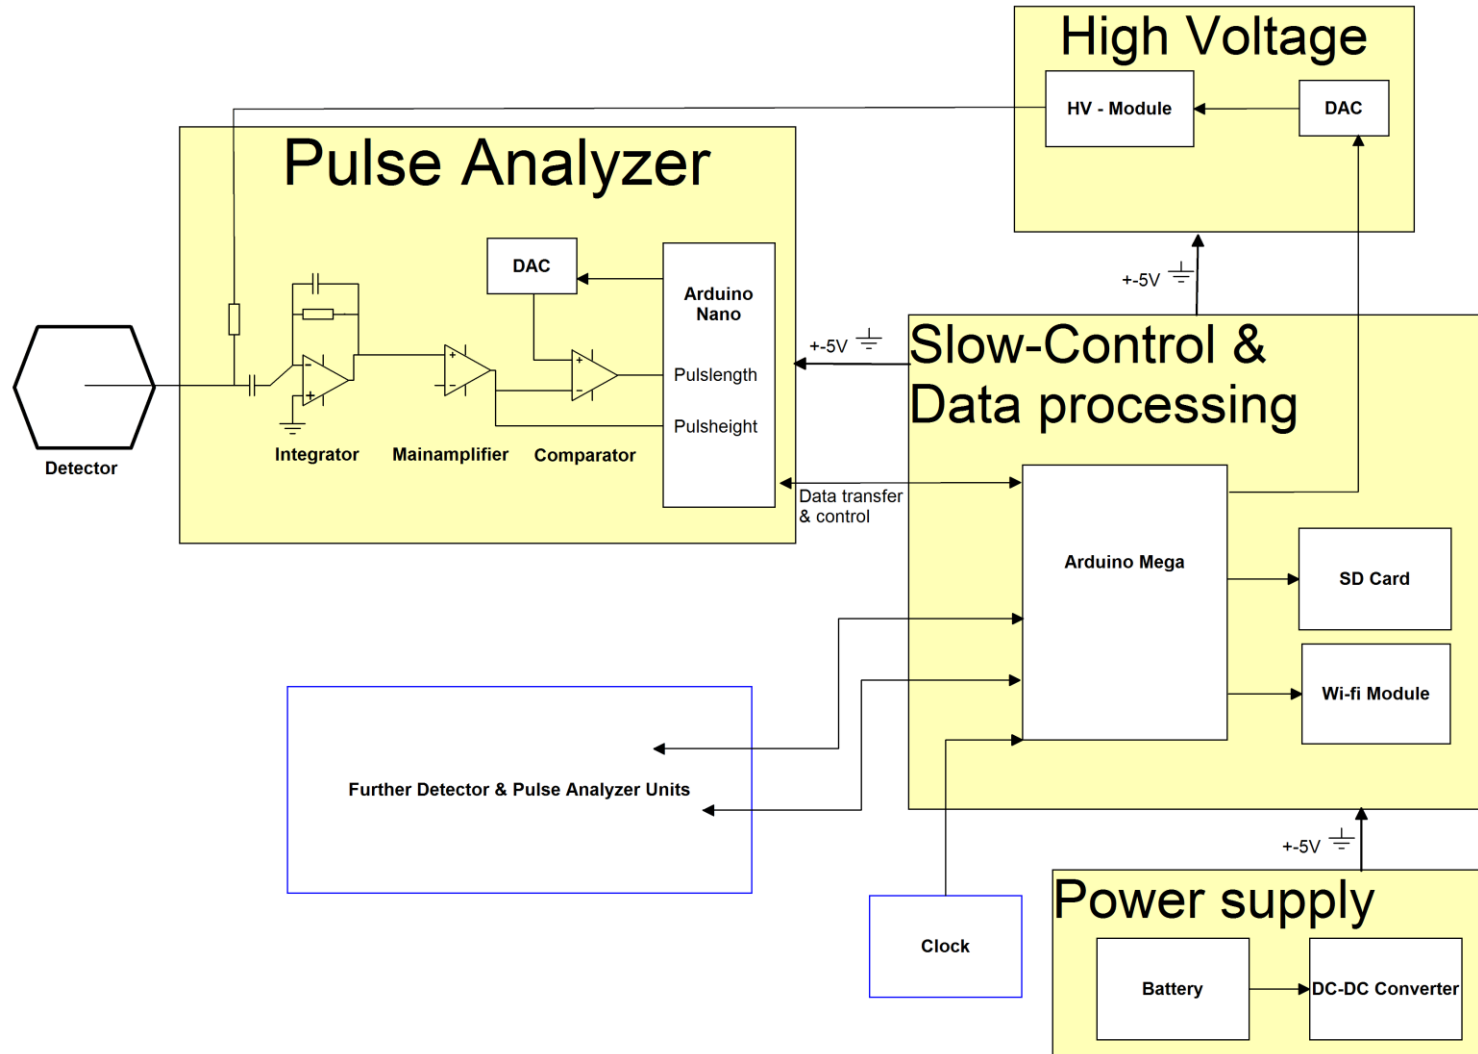 High Voltage
HV - Module
DAC
Pulse Analyzer
DAC
Arduino
Nano
+-5V
+-5V
Slow-Control &
Data processing
Pulslength
Pulsheight
Detector
Integrator
Mainamplifier
Comparator
Data transfer
& control
Arduino Mega
SD Card
Wi-fi Module
Further Detector & Pulse Analyzer Units
+-5V
Power supply
Clock
Battery
DC-DC Converter